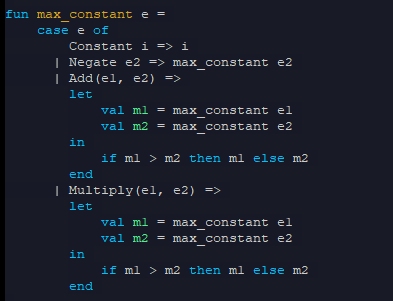 fun max_constant e =
    case e of
        Constant i => i
      | Negate e2 => max_constant e2
      | Add(e1, e2) =>
        let
            val m1 = max_constant e1
            val m2 = max_constant e2
        in
            if m1 > m2 then m1 else m2
        end
      | Multiply(e1, e2) =>
        let
            val m1 = max_constant e1
            val m2 = max_constant e2
        in
            if m1 > m2 then m1 else m2
        end